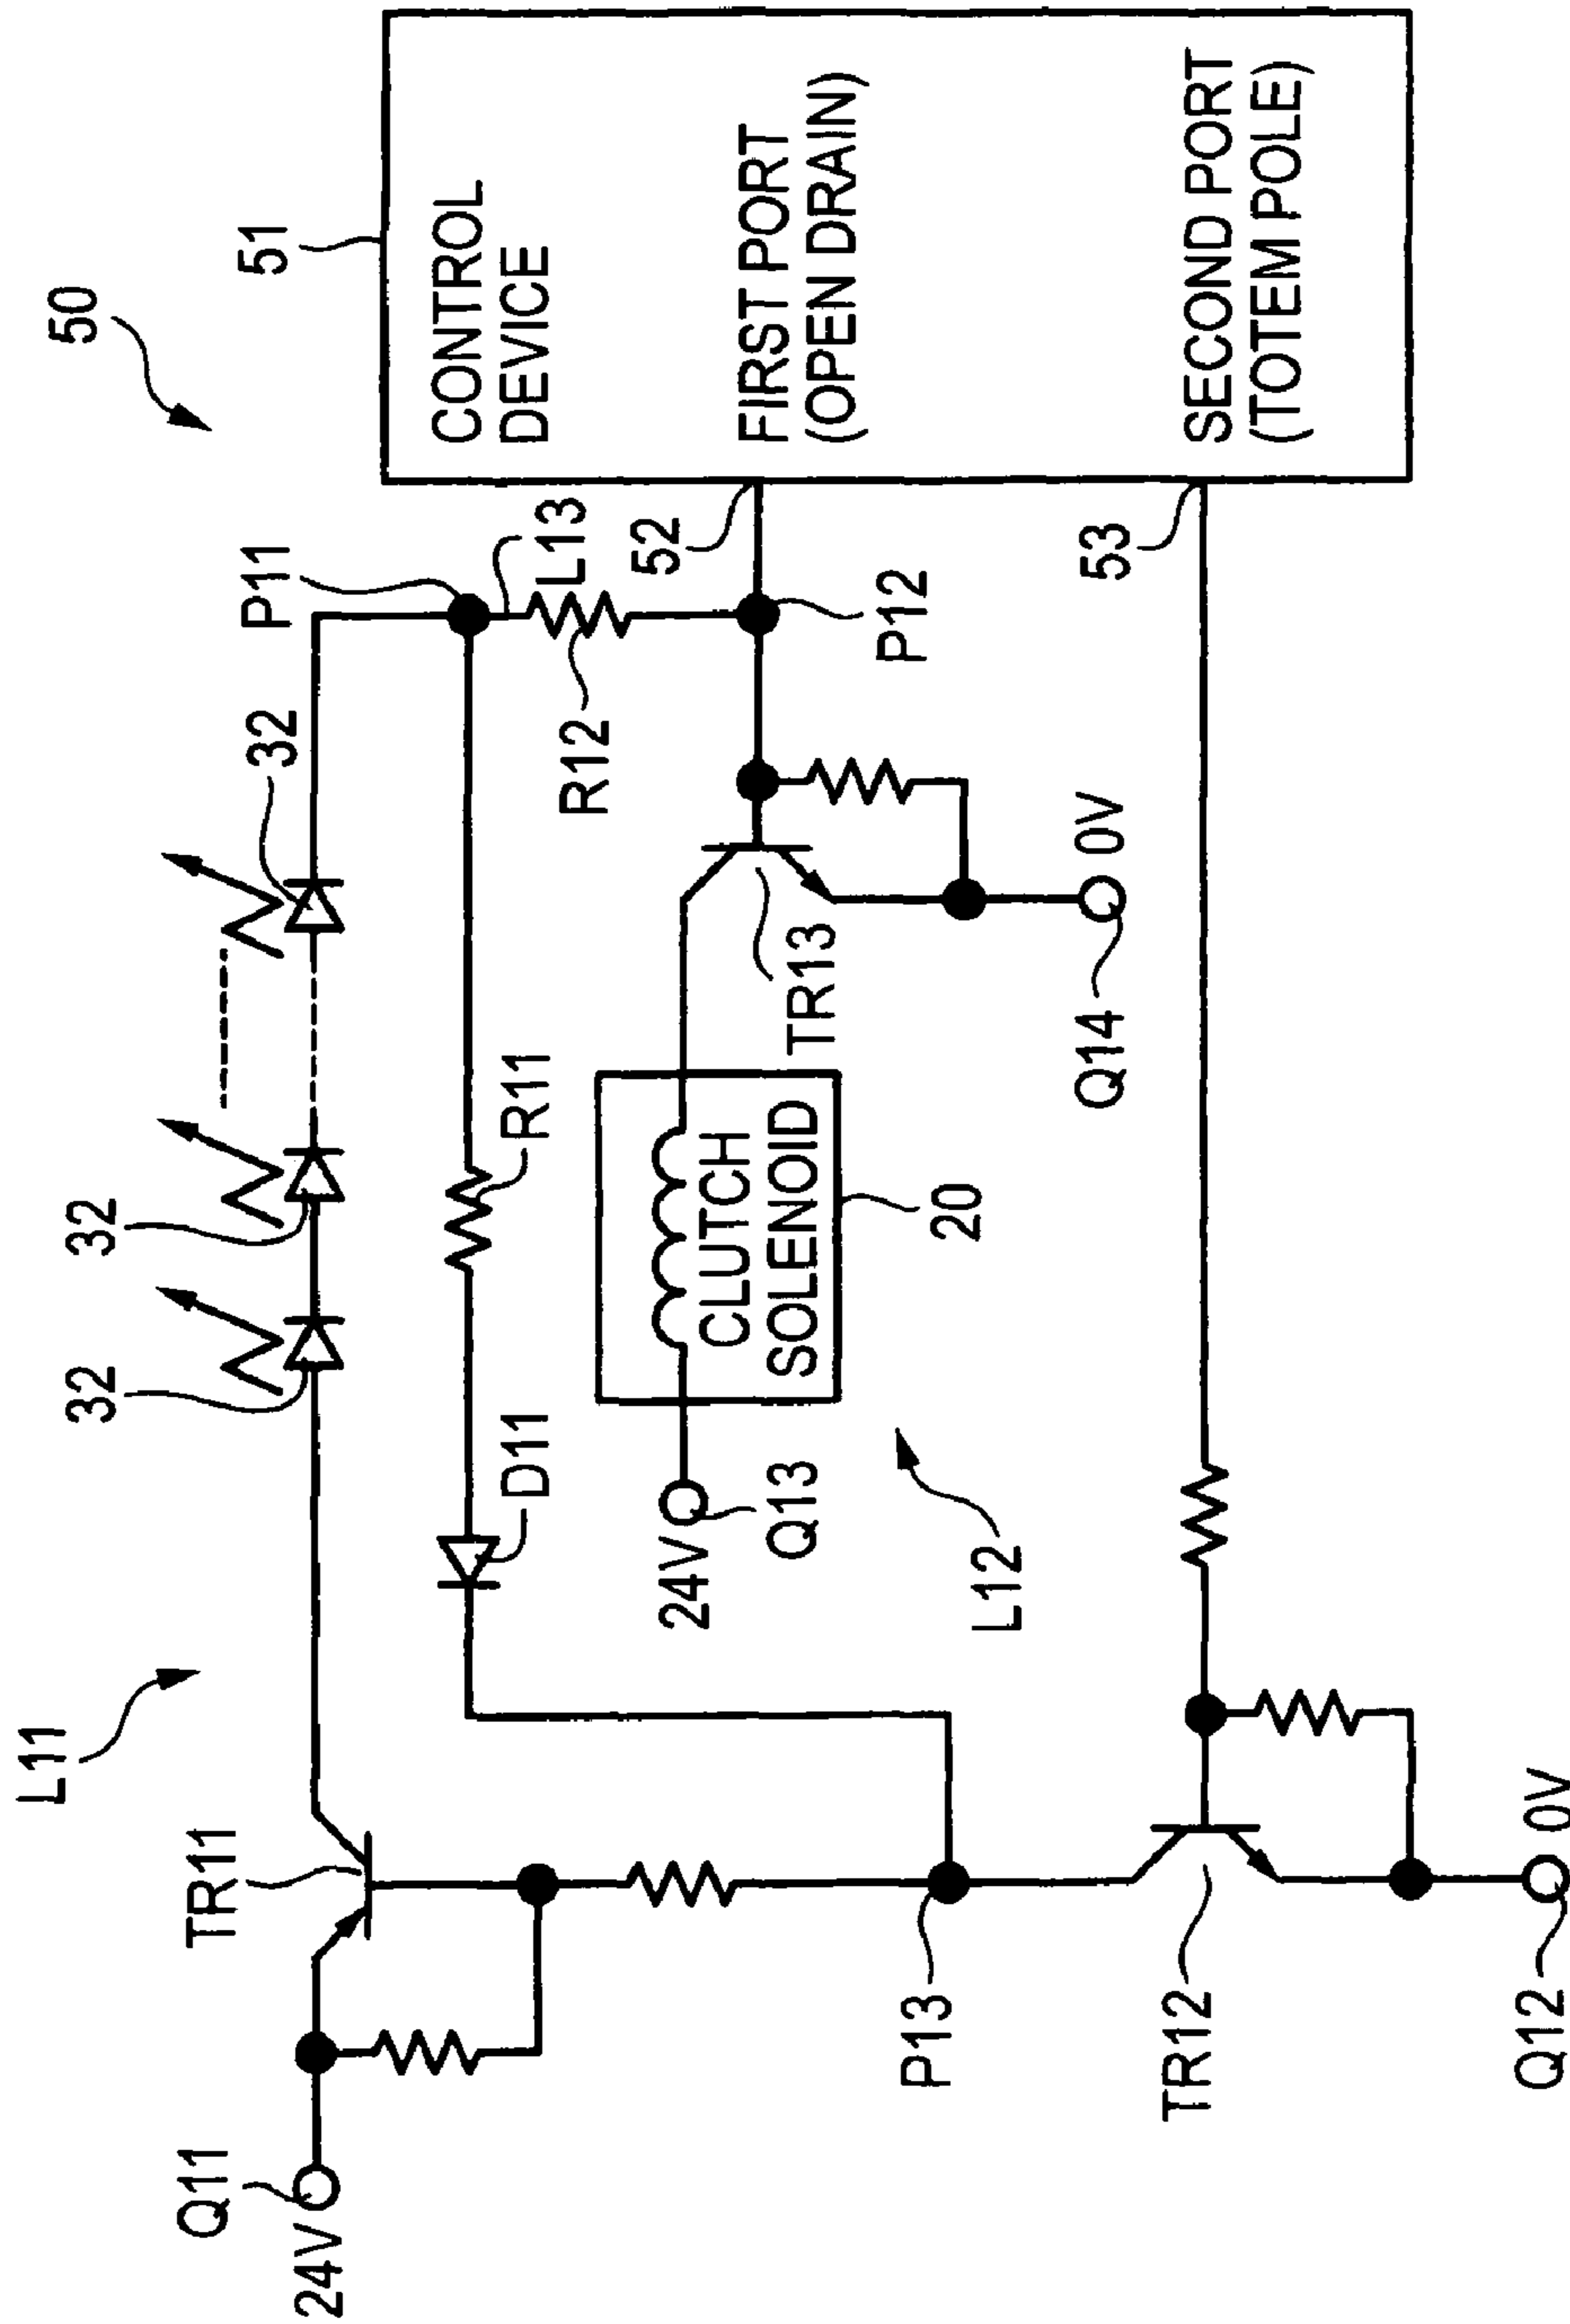 50
51
CONTROL
DEVICE
FIRST PORT
(OPEN DRAIN)
SECOND PORT
(TOTEM POLE)
52
53
P11
L13
R12
P12
32
32
32
R11
D11
TR13
CLUTCH
SOLENOID
20
24V
Q13
L12
0V
Q14
L11
TR11
Q11
24V
P13
TR12
0V
Q12